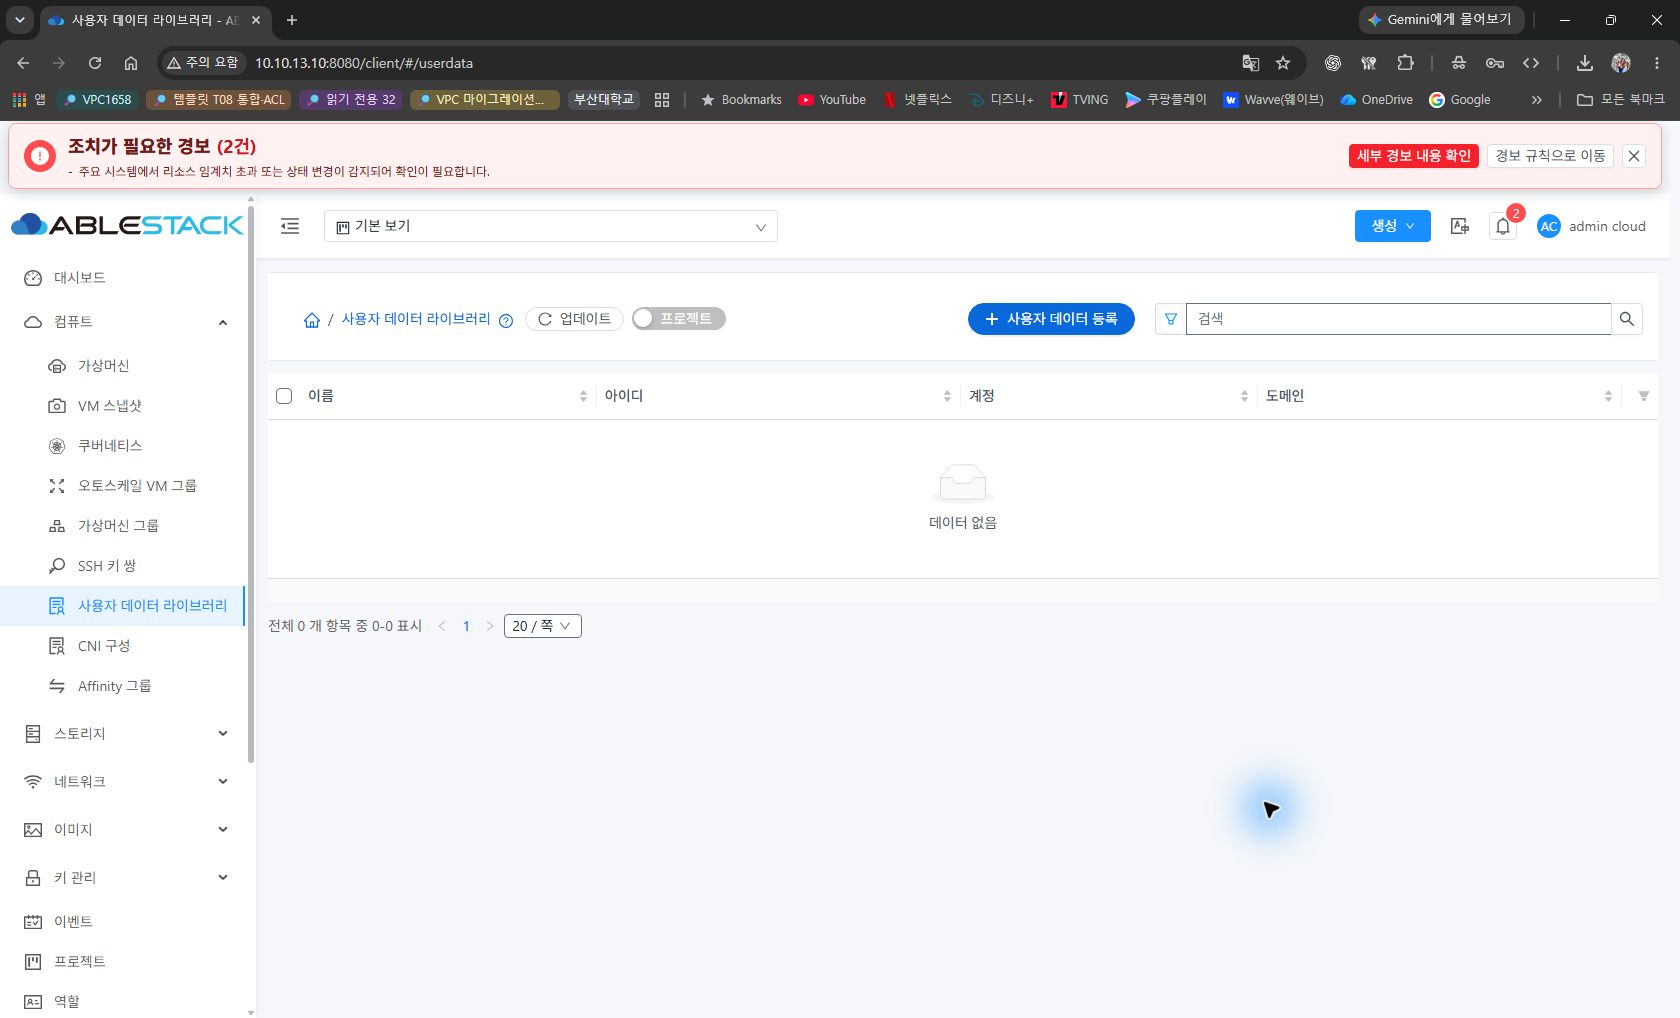 사용자 데이터 라이브러리 - AB
Gemini에게 물어보기
주의 요함
10.10.13.10:8080/client/#/userdata
앱
VPC1658
템플릿 T08 통합·ACL
읽기 전용 32
VPC 마이그레이션...
부산대학교
Bookmarks
YouTube
넷플릭스
디즈니+
TVING
쿠팡플레이
Wavve(웨이브)
OneDrive
Google
모든 북마크
조치가 필요한 경보 (2건)
- 주요 시스템에서 리소스 임계치 초과 또는 상태 변경이 감지되어 확인이 필요합니다.
세부 경보 내용 확인
경보 규칙으로 이동
ABLESTACK
기본 보기
생성
2
AC
admin cloud
대시보드
컴퓨트
가상머신
VM 스냅샷
쿠버네티스
오토스케일 VM 그룹
가상머신 그룹
SSH 키 쌍
사용자 데이터 라이브러리
CNI 구성
Affinity 그룹
스토리지
네트워크
이미지
키 관리
이벤트
프로젝트
역할
/ 사용자 데이터 라이브러리
업데이트
프로젝트
사용자 데이터 등록
검색
이름
아이디
계정
도메인
데이터 없음
전체 0 개 항목 중 0-0 표시
1
20 / 쪽